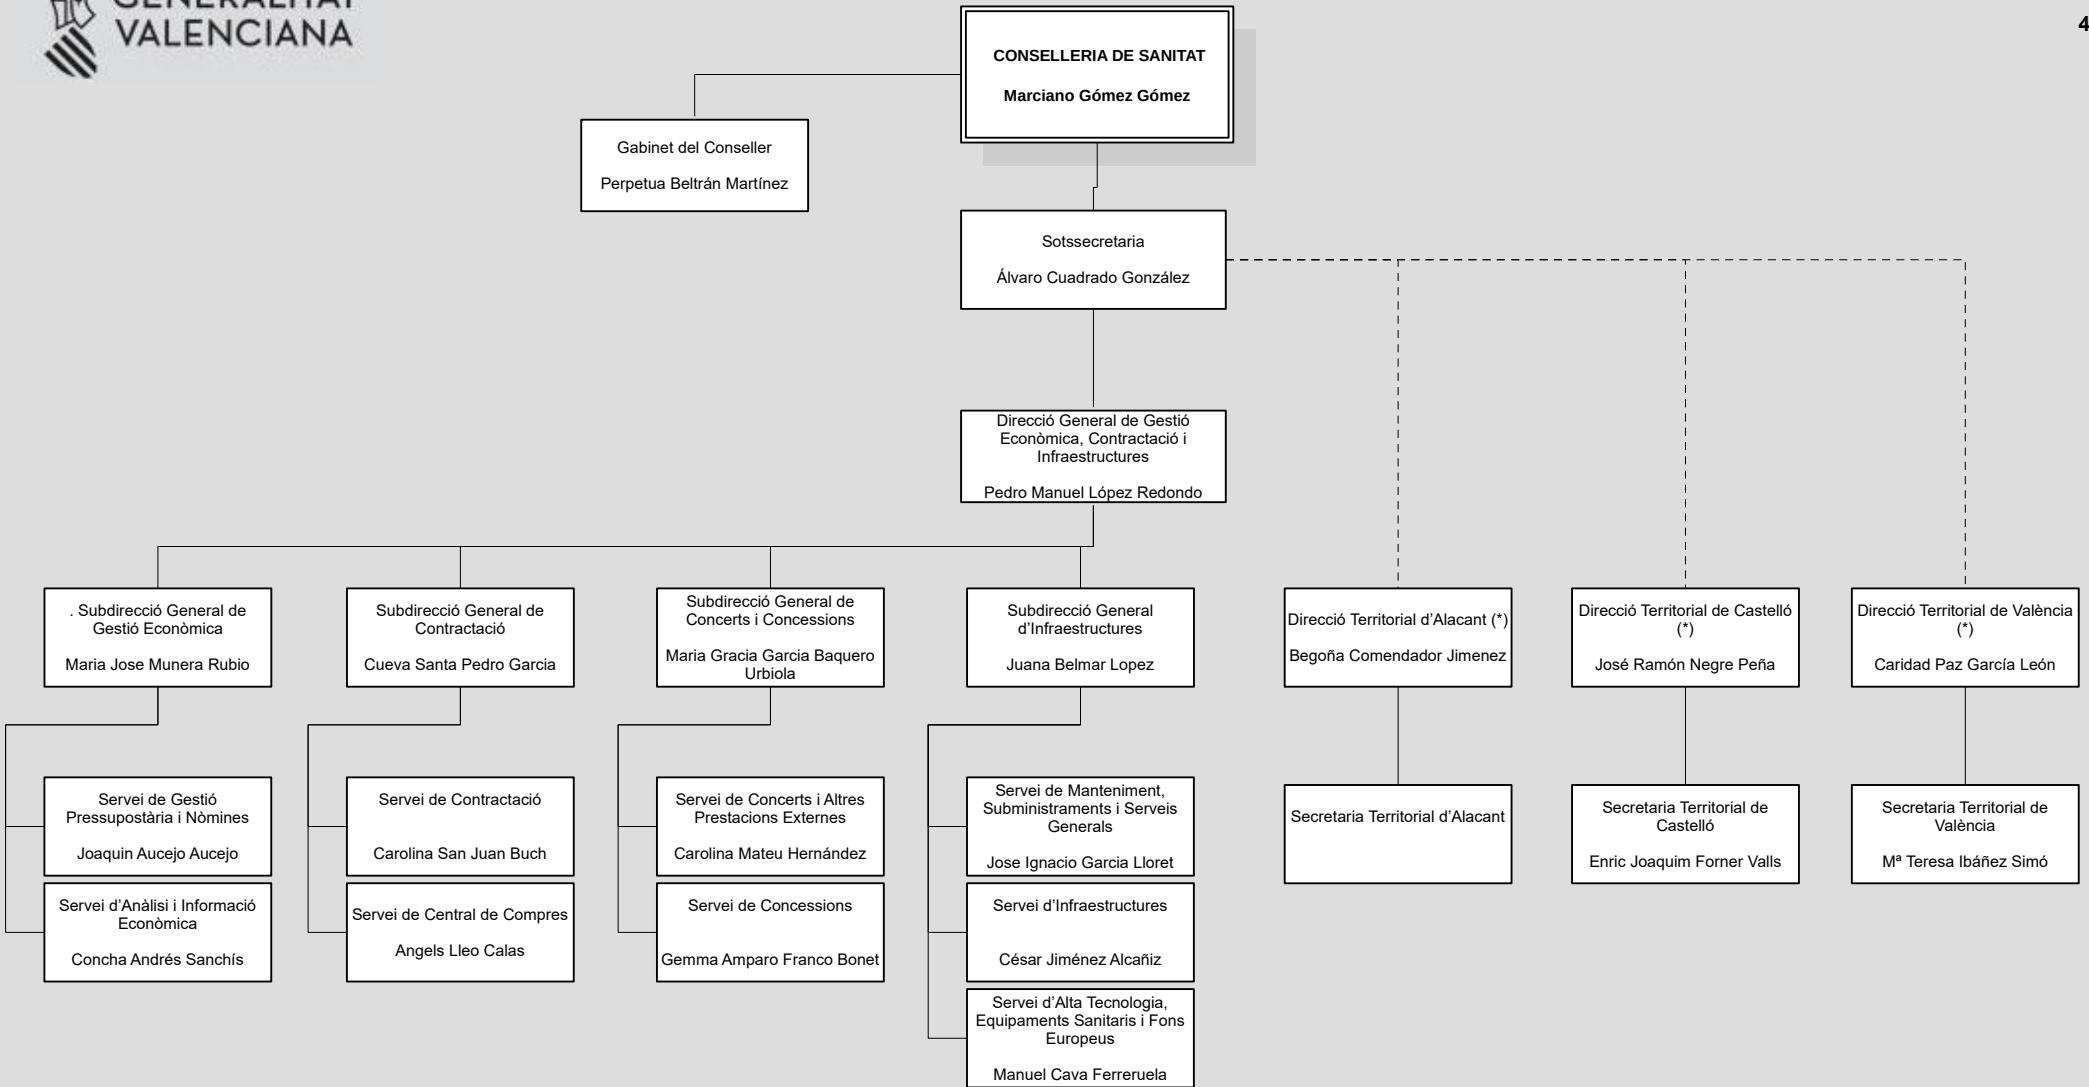 GENERALITAT
VALENCIANA
4
CONSELLERIA DE SANITAT
Marciano Gómez Gómez
Gabinet del Conseller
Perpetua Beltrán Martínez
Sotssecretaria
Álvaro Cuadrado González
Direcció General de Gestió
Econòmica, Contractació i
Infraestructures
Pedro Manuel López Redondo
. Subdirecció General de
Gestió Econòmica
Maria Jose Munera Rubio
Subdirecció General de
Contractació
Cueva Santa Pedro Garcia
Subdirecció General de
Concerts i Concessions
Maria Gracia Garcia Baquero
Urbiola
Subdirecció General
d’Infraestructures
Juana Belmar Lopez
Direcció Territorial d’Alacant (*)
Begoña Comendador Jimenez
Direcció Territorial de Castelló
(*)
José Ramón Negre Peña
Direcció Territorial de València
(*)
Caridad Paz García León
Servei de Gestió
Pressupostària i Nòmines
Joaquin Aucejo Aucejo
Servei de Contractació
Carolina San Juan Buch
Servei de Concerts i Altres
Prestacions Externes
Carolina Mateu Hernández
Servei de Manteniment,
Subministraments i Serveis
Generals
Jose Ignacio Garcia Lloret
Secretaria Territorial d’Alacant
Secretaria Territorial de
Castelló
Enric Joaquim Forner Valls
Secretaria Territorial de
València
Mª Teresa Ibáñez Simó
Servei d’Anàlisi i Informació
Econòmica
Concha Andrés Sanchís
Servei de Central de Compres
Angels Lleo Calas
Servei de Concessions
Gemma Amparo Franco Bonet
Servei d’Infraestructures
César Jiménez Alcañiz
Servei d’Alta Tecnologia,
Equipaments Sanitaris i Fons
Europeus
Manuel Cava Ferreruela